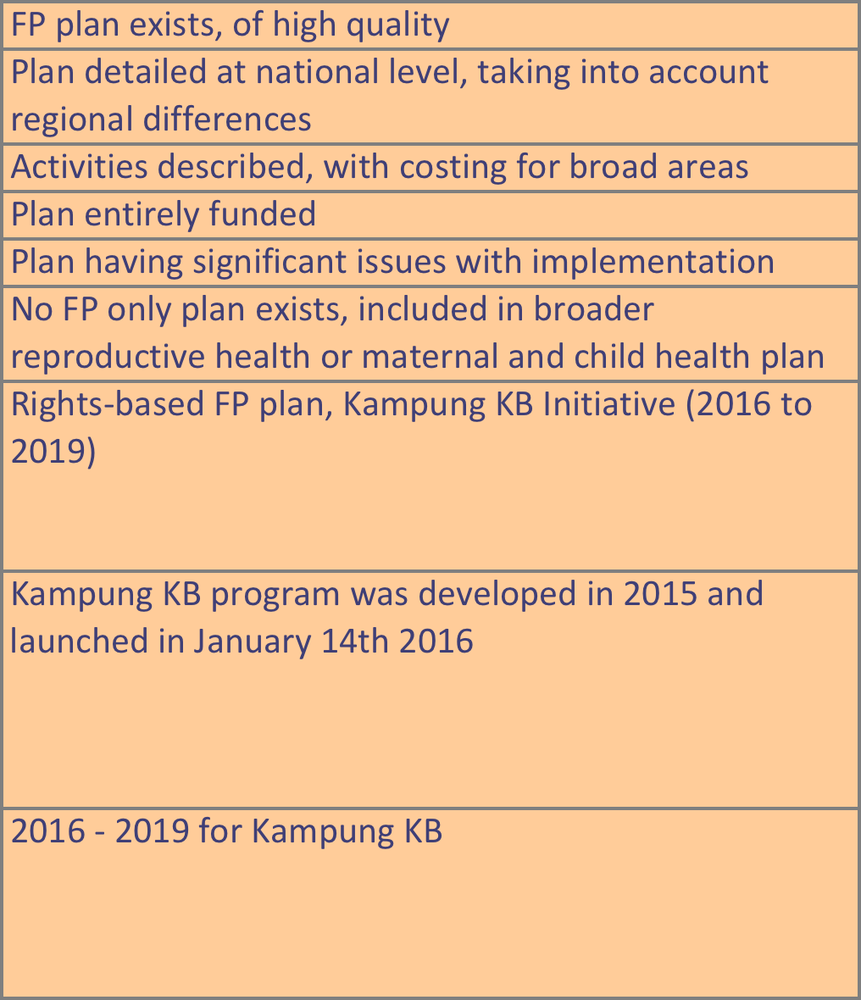 FP plan exists, of high quality
Plan detailed at national level, taking into account
regional differences
Activities described, with costing for broad areas
Plan entirely funded
Plan having significant issues with implementation
No FP only plan exists, included in broader
reproductive health or maternal and child health plan
Rights-based FP plan, Kampung KB Initiative (2016 to
2019)
Kampung KB program was developed in 2015 and
launched in January 14th 2016
2016 - 2019 for Kampung KB